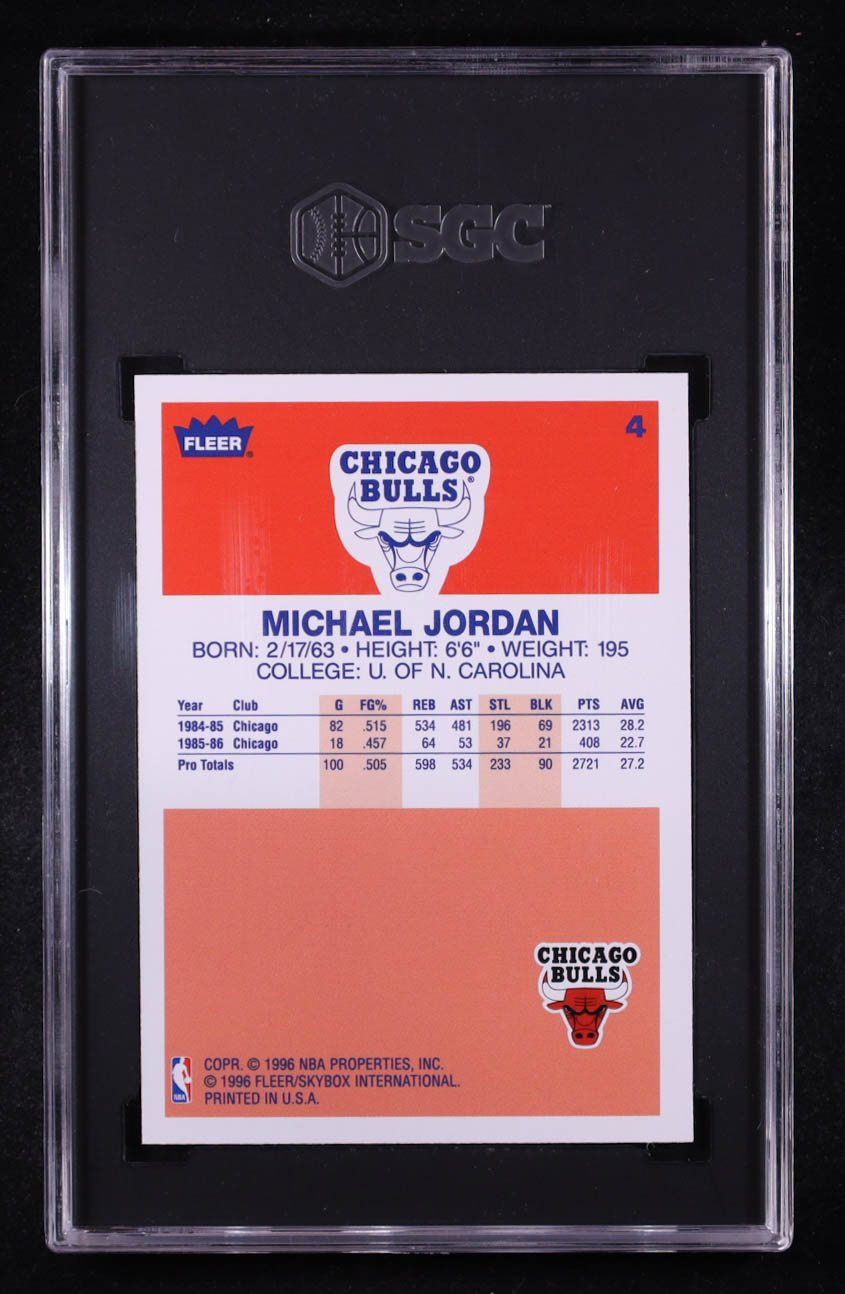 SGC
FLEER®
4
CHICAGO
BULLS®
MICHAEL JORDAN
BORN: 2/17/63 • HEIGHT: 6'6" • WEIGHT: 195
COLLEGE: U. OF N. CAROLINA
Year Club G FG% REB AST STL BLK PTS AVG
1984-85 Chicago 82 .515 534 481 196 69 2313 28.2
1985-86 Chicago 18 .457 64 53 37 21 408 22.7
Pro Totals 100 .505 598 534 233 90 2721 27.2
CHICAGO
BULLS
NBA
COPR. © 1996 NBA PROPERTIES, INC.
© 1996 FLEER/SKYBOX INTERNATIONAL.
PRINTED IN U.S.A.